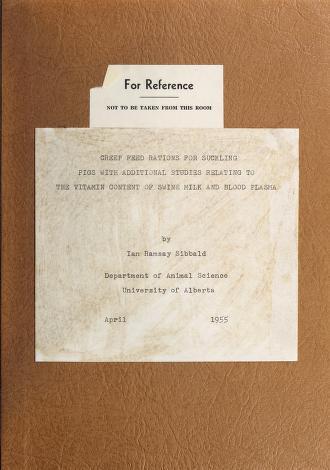 For Reference
NOT TO BE TAKEN FROM THIS ROOM
CREEP FEED RATIONS FOR SUCKLING
PIGS WITH ADDITIONAL STUDIES RELATING TO
THE VITAMIN CONTENT OF SWINE MILK AND BLOOD PLASMA
by
Ian Ramsay Sibbald
Department of Animal Science
University of Alberta
April 1955